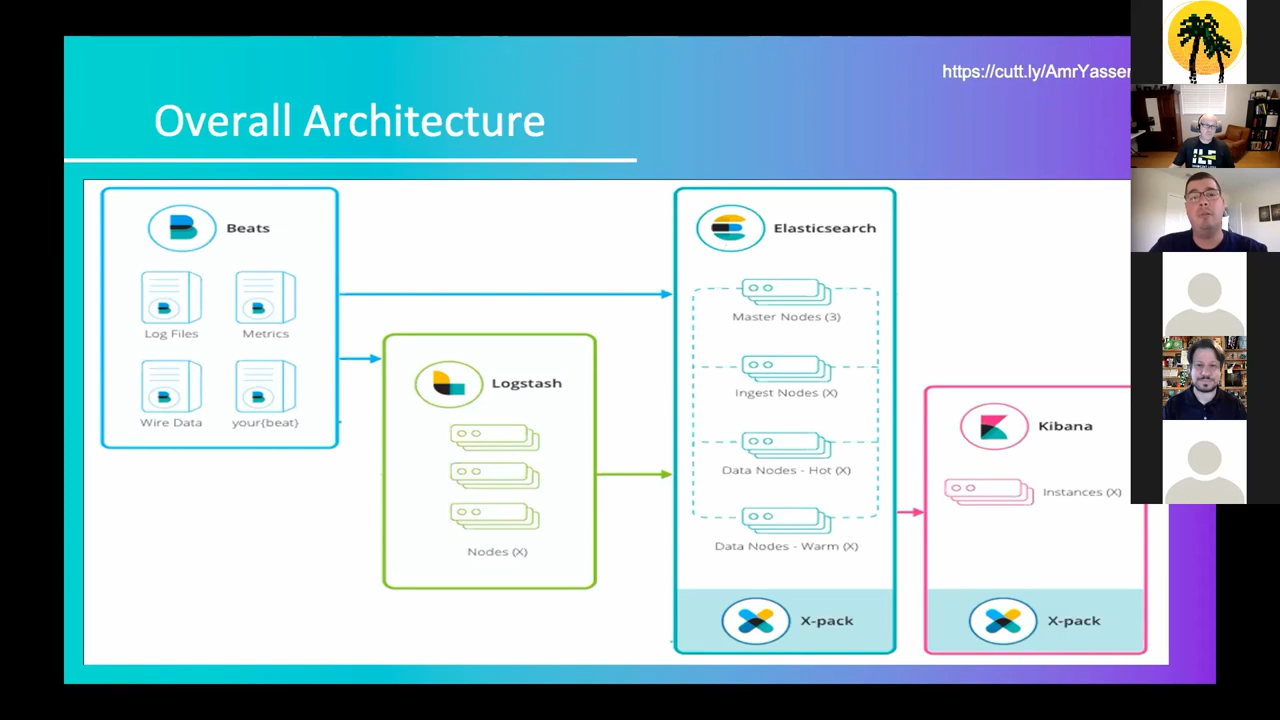 https://cutt.ly/AmrYasser
Overall Architecture
Beats
Log Files
Metrics
Wire Data
your{beat}
Logstash
Nodes (X)
Elasticsearch
Master Nodes (3)
Ingest Nodes (X)
Data Nodes - Hot (X)
Data Nodes - Warm (X)
X-pack
Kibana
Instances (X)
X-pack
ILF